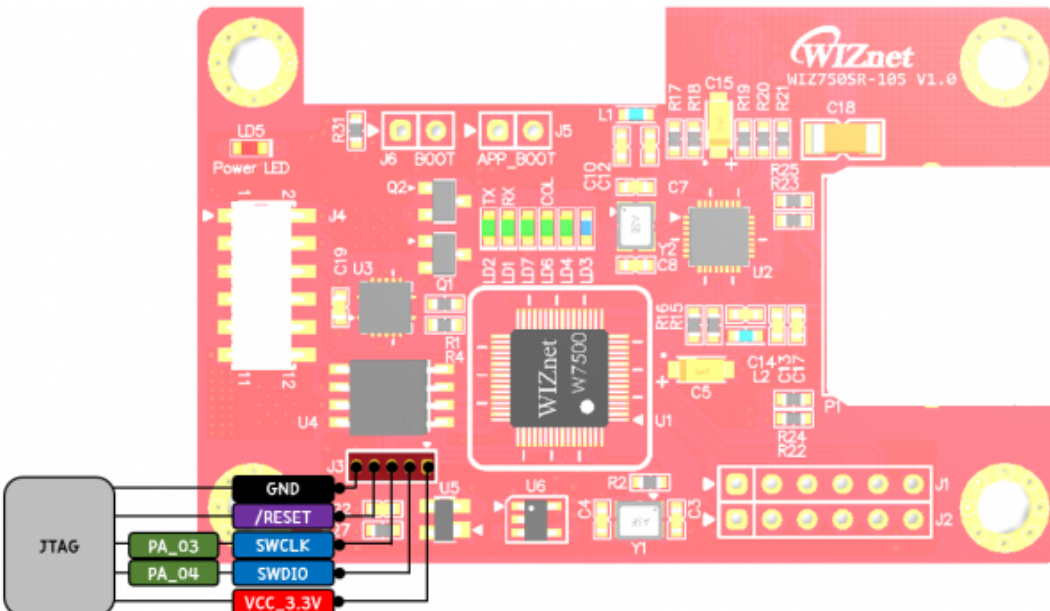 WIZnet
WIZ750SR-105 V1.0
LD5
Power LED
R31
J6
BOOT
APP_BOOT
J5
L1
C10
C12
R17
R18
C15
R19
R20
R21
C18
Q2
TX
RX
COL
C7
R25
R23
1
2
J4
Y2
C8
U2
LD2
LD1
LD7
LD6
LD4
LD3
C19
U3
Q1
R1
R4
R16
R15
WIZnet
W7500
C14
L2
C13
C17
C5
U4
U1
P1
11
12
R24
R22
J3
GND
/RESET
U5
U6
R2
C4
C3
Y1
J1
J2
JTAG
PA_03
SWCLK
PA_04
SWDIO
VCC_3.3V